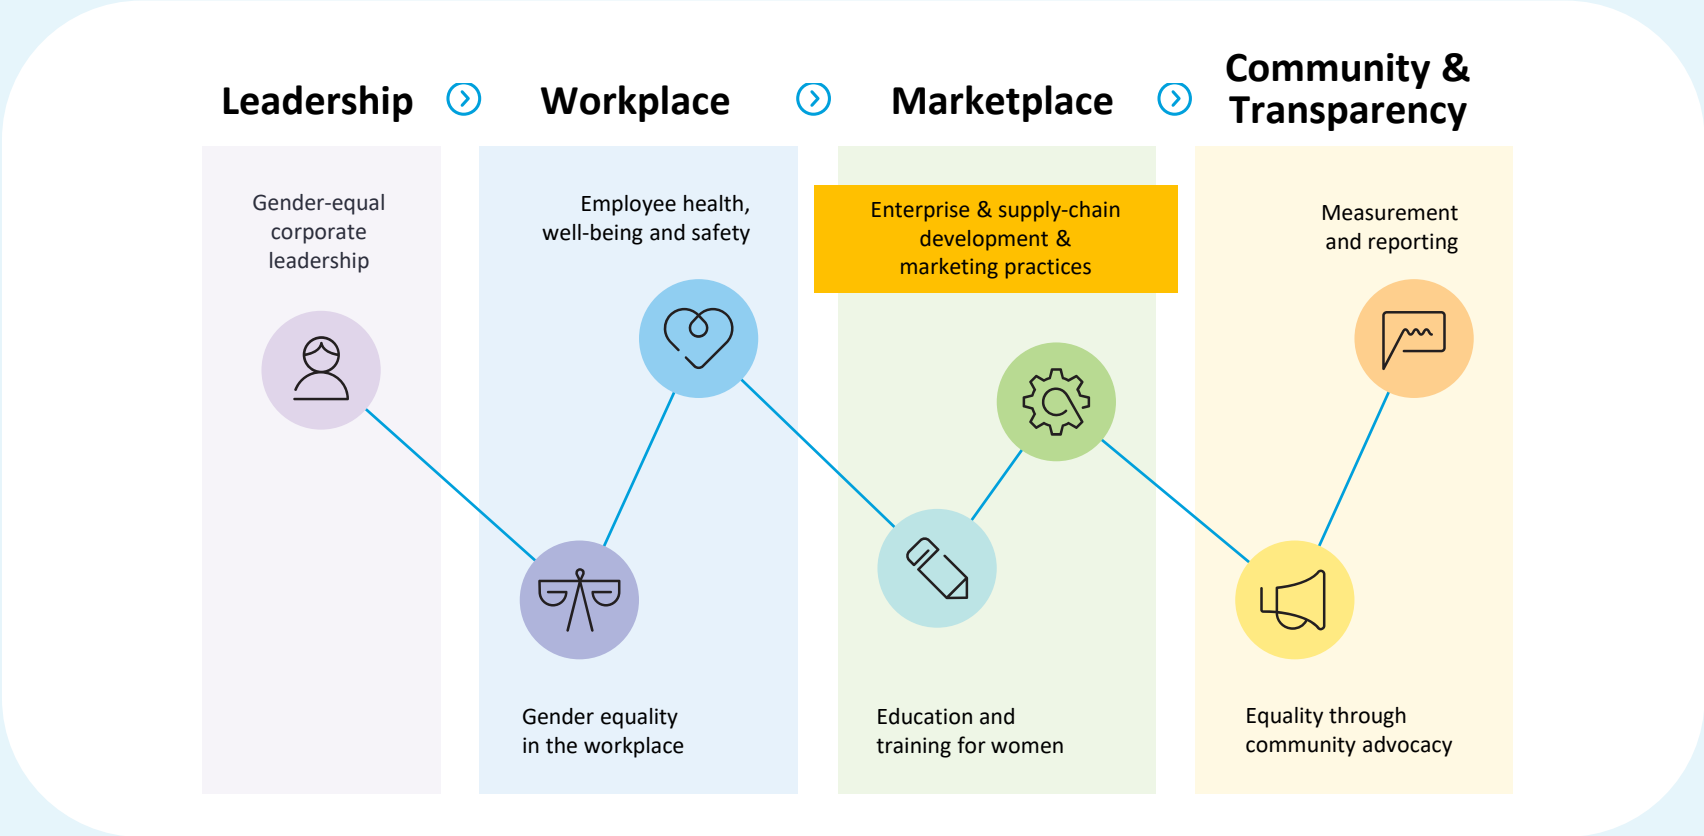 Leadership
Workplace
Marketplace
Community &
Transparency
Gender-equal
corporate
leadership
Employee health,
well-being and safety
Enterprise & supply-chain
development &
marketing practices
Measurement
and reporting
Gender equality
in the workplace
Education and
training for women
Equality through
community advocacy